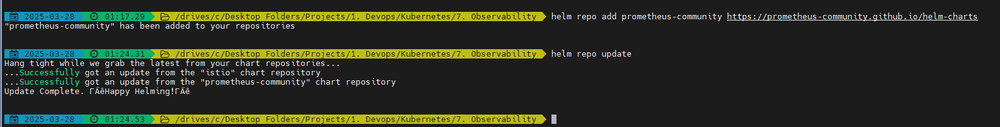 2025-03-28 01:17.29 /drives/c/Desktop Folders/Projects/1. Devops/Kubernetes/7. Observability helm repo add prometheus-community https://prometheus-community.github.io/helm-charts
"prometheus-community" has been added to your repositories
2025-03-28 01:24.31 /drives/c/Desktop Folders/Projects/1. Devops/Kubernetes/7. Observability helm repo update
Hang tight while we grab the latest from your chart repositories...
...Successfully got an update from the "istio" chart repository
...Successfully got an update from the "prometheus-community" chart repository
Update Complete. ΓÄêHappy Helming!ΓÄê
2025-03-28 01:24.53 /drives/c/Desktop Folders/Projects/1. Devops/Kubernetes/7. Observability